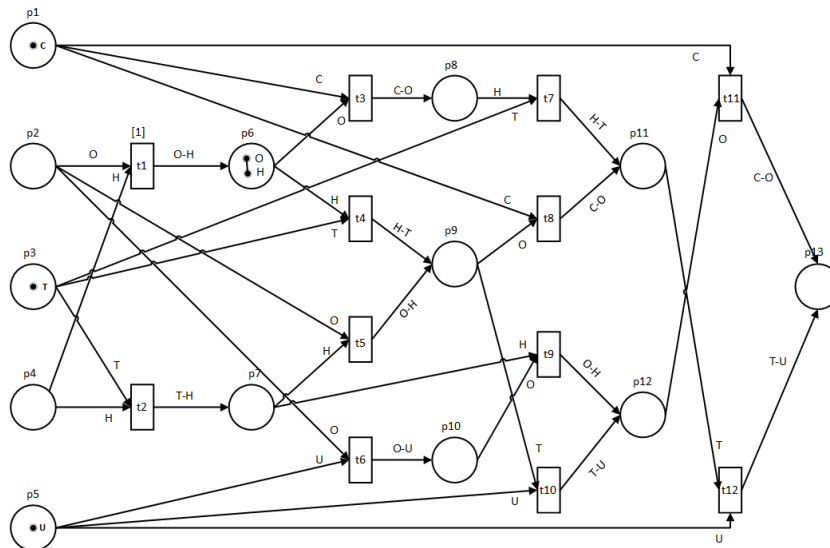 p1
C
C
p8
C
t11
O
C
t3
C-O
H
T
t7
O
p2
[1]
O
H
t1
O-H
p6
O
H
H-T
p11
C-O
H
T
t4
C
O
t8
C-O
p3
T
H-T
p9
p13
O
H
t5
O-H
T
H
O
t9
O-H
T-U
p4
H
t2
T-H
p7
p12
O
U
t6
O-U
p10
T
U
t10
T-U
T
t12
U
p5
U